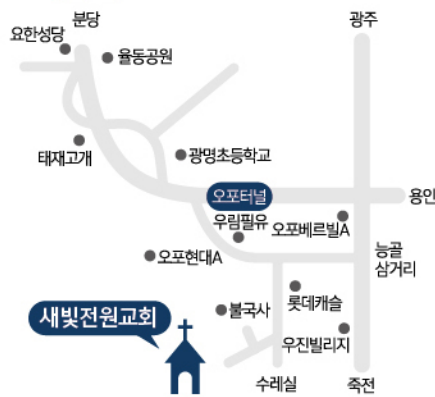 분당
광주
요한성당
율동공원
태재고개
광명초등학교
오포터널
용인
우림필유
오포베르빌A
능골
삼거리
오포현대A
롯데캐슬
불국사
새빛전원교회
우진빌리지
수레실
죽전